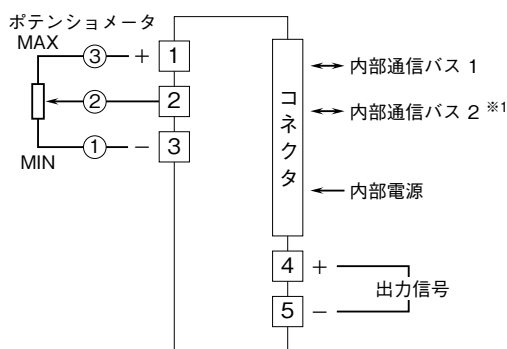 ポテンショメータ
MAX
③ + 1
② 2
① − 3
MIN
コネクタ
内部通信バス 1
内部通信バス 2 ※1
内部電源
4 +
出力信号
5 −